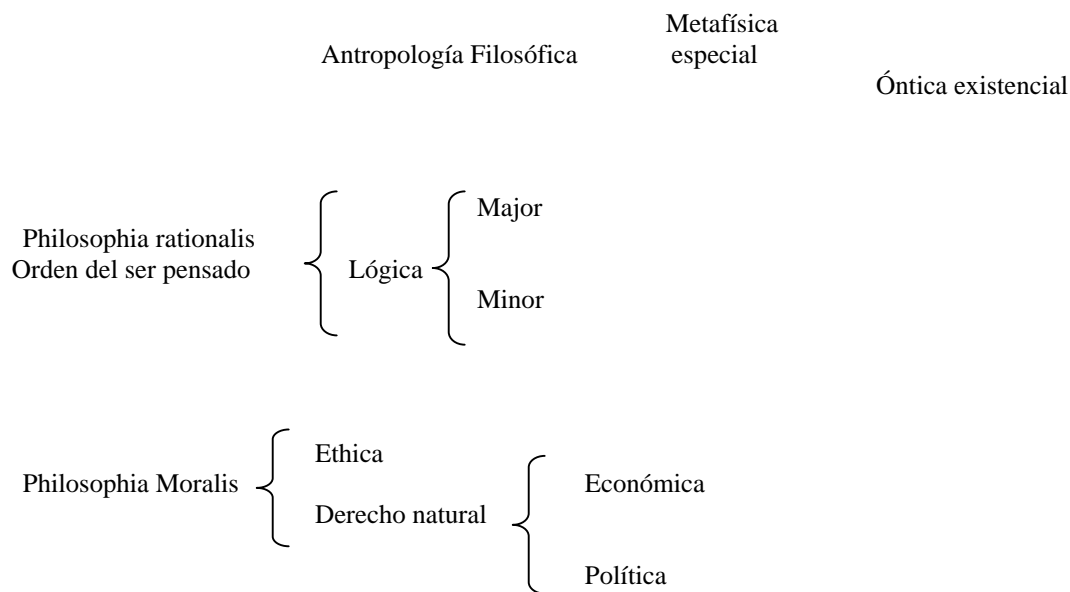 Metafísica
Antropología Filosófica especial
Óntica existencial
Major
Philosophia rationalis
Orden del ser pensado Lógica
Minor
Ethica
Philosophia Moralis Económica
Derecho natural
Política